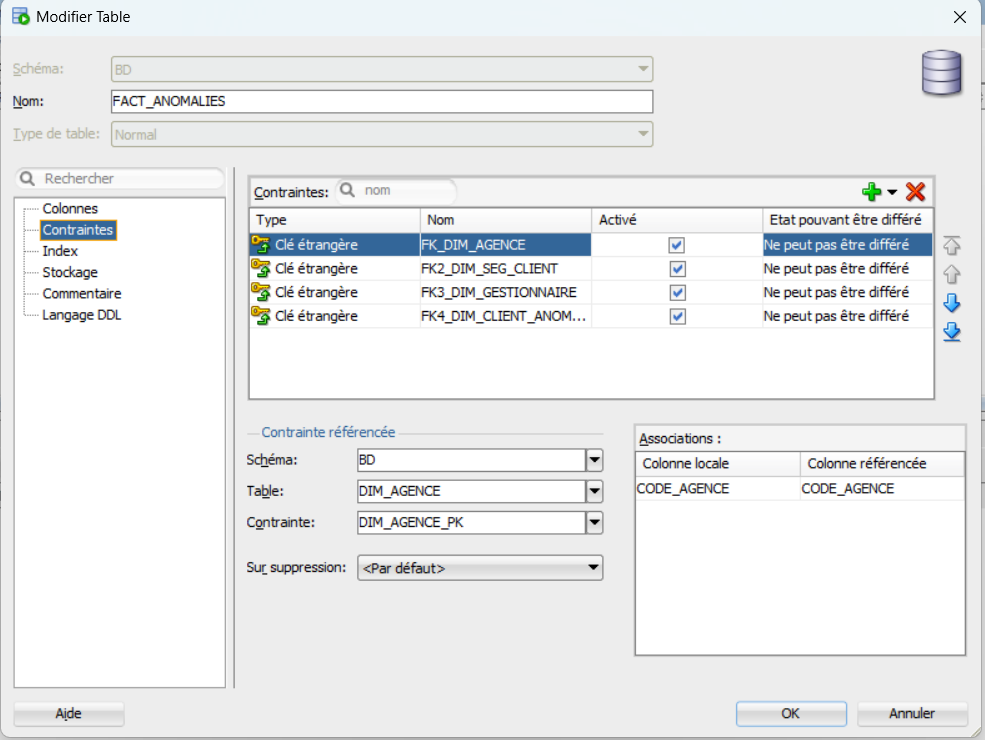 Modifier Table
Schéma: BD
Nom: FACT_ANOMALIES
Type de table: Normal
Rechercher
Colonnes
Contraintes
Index
Stockage
Commentaire
Langage DDL
Contraintes: nom
Type Nom Activé Etat pouvant être différé
Clé étrangère FK_DIM_AGENCE Ne peut pas être différé
Clé étrangère FK2_DIM_SEG_CLIENT Ne peut pas être différé
Clé étrangère FK3_DIM_GESTIONNAIRE Ne peut pas être différé
Clé étrangère FK4_DIM_CLIENT_ANOM... Ne peut pas être différé
Contrainte référencée
Schéma: BD
Table: DIM_AGENCE
Contrainte: DIM_AGENCE_PK
Sur suppression: <Par défaut>
Associations :
Colonne locale Colonne référencée
CODE_AGENCE CODE_AGENCE
Aide OK Annuler